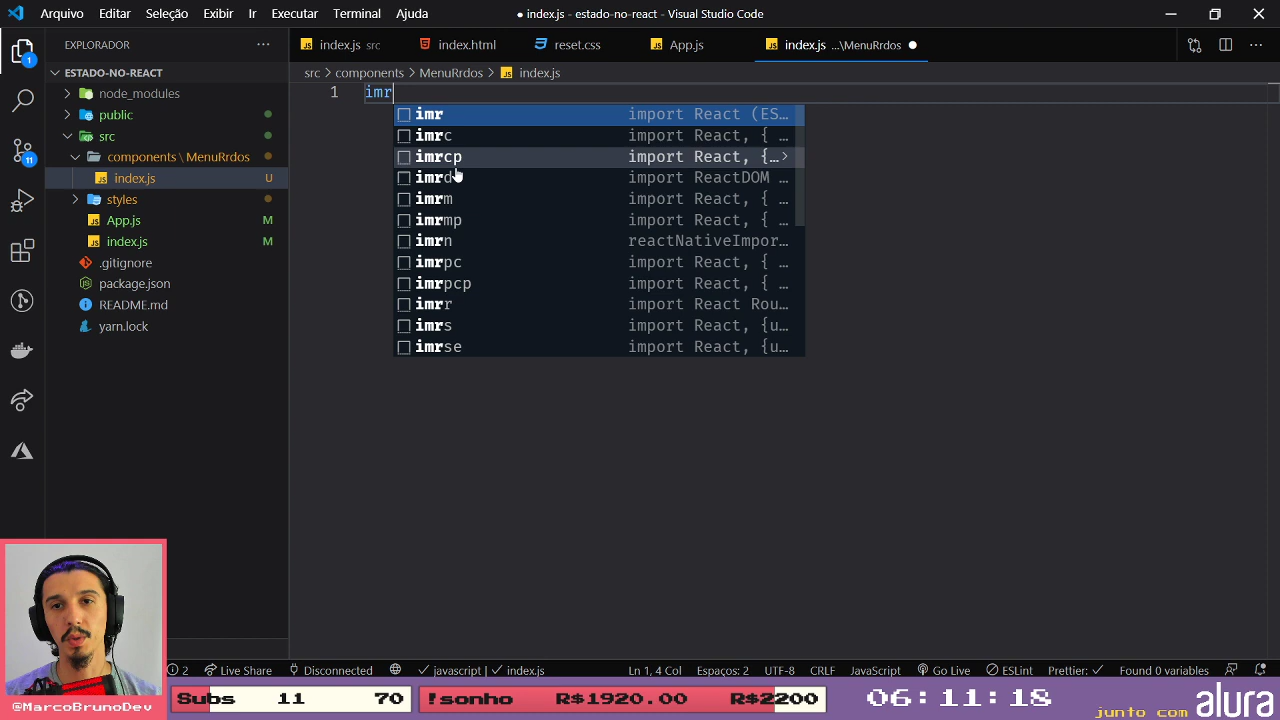 Arquivo Editar Seleção Exibir Ir Executar Terminal Ajuda ● index.js - estado-no-react - Visual Studio Code
EXPLORADOR ···
index.js src index.html reset.css App.js index.js ...\MenuRrdos ●
ESTADO-NO-REACT
src > components > MenuRrdos > index.js
node_modules
public
src
components \ MenuRrdos
index.js U
styles
App.js M
index.js M
.gitignore
package.json
README.md
yarn.lock
1 imr
imr import React (ES…
imrc import React, { …
imrcp import React, {…>
imrd import ReactDOM …
imrm import React, { …
imrmp import React, { …
imrn reactNativeImpor…
imrpc import React, { …
imrpcp import React, { …
imrr import React Rou…
imrs import React, {u…
imrse import React, {u…
1
11
2 Live Share Disconnected javascript | index.js Ln 1, 4 Col Espaços: 2 UTF-8 CRLF JavaScript Go Live ESLint Prettier: ✓ Found 0 variables
@MarcoBrunoDev
Subs 11 70 !sonho R$1920.00 R$2200 06:11:18
junto com alura